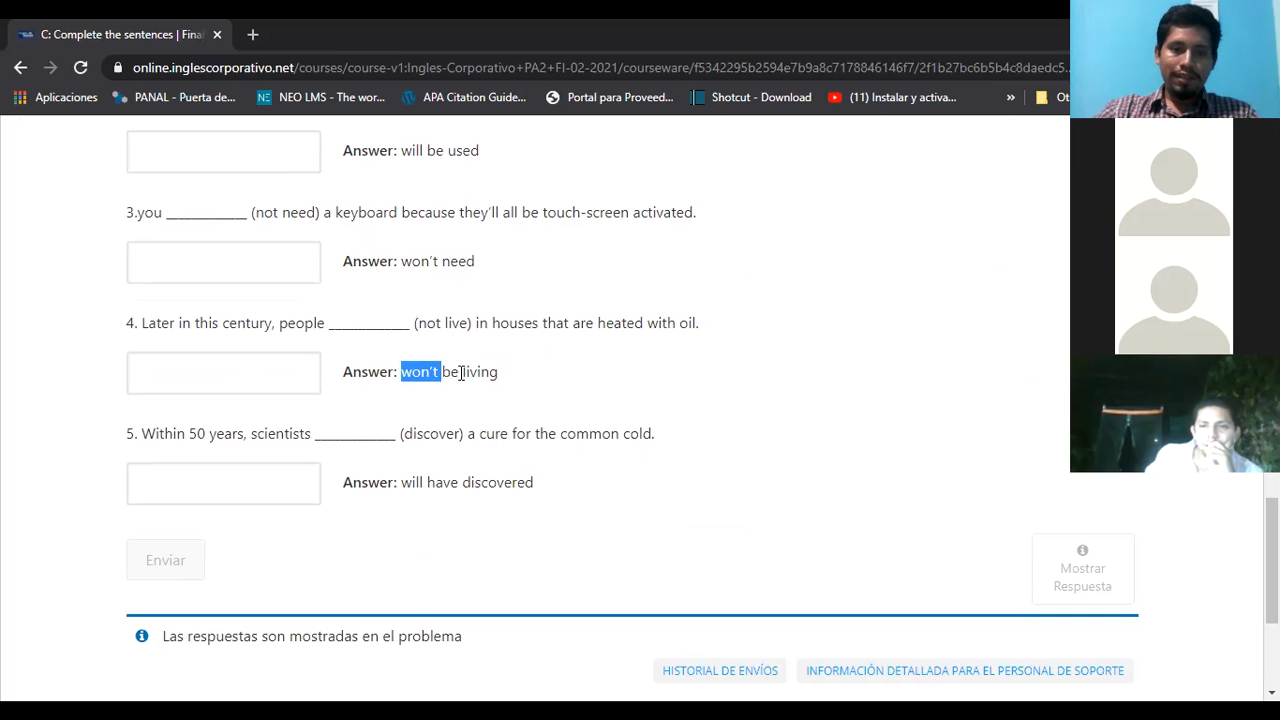 C: Complete the sentences | Fina
online.inglescorporativo.net/courses/course-v1:Ingles-Corporativo+PA2+FI-02-2021/courseware/f5342295b2594e7b9a8c7178846146f7/2f1b27bc6b5b4c8daedc5...
Aplicaciones PANAL - Puerta de... NEO LMS - The wor... APA Citation Guide... Portal para Proveed... Shotcut - Download (11) Instalar y activa... » Ot
Answer: will be used
3.you ____________ (not need) a keyboard because they'll all be touch-screen activated.
Answer: won't need
4. Later in this century, people ____________ (not live) in houses that are heated with oil.
Answer: won't be living
5. Within 50 years, scientists ____________ (discover) a cure for the common cold.
Answer: will have discovered
Enviar
Mostrar
Respuesta
Las respuestas son mostradas en el problema
HISTORIAL DE ENVÍOS INFORMACIÓN DETALLADA PARA EL PERSONAL DE SOPORTE